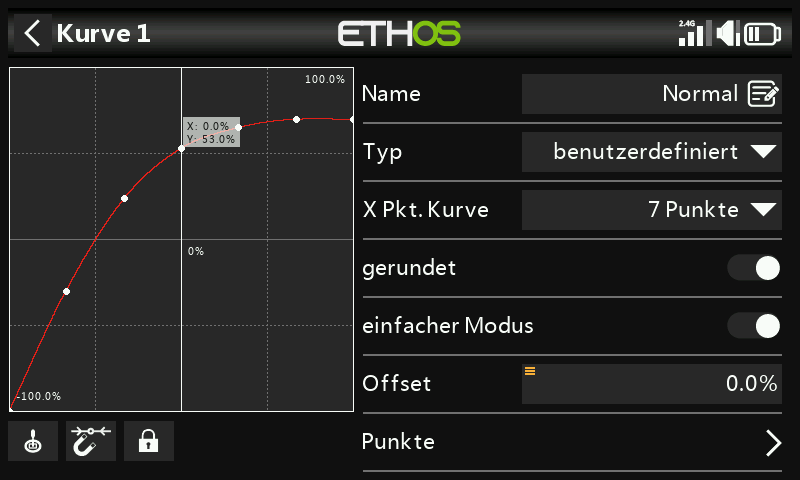 Kurve 1
ETHOS
2.4G
100.0%
X: 0.0%
Y: 53.0%
0%
-100.0%
Name
Normal
Typ
benutzerdefiniert
X Pkt. Kurve
7 Punkte
gerundet
einfacher Modus
Offset
0.0%
Punkte